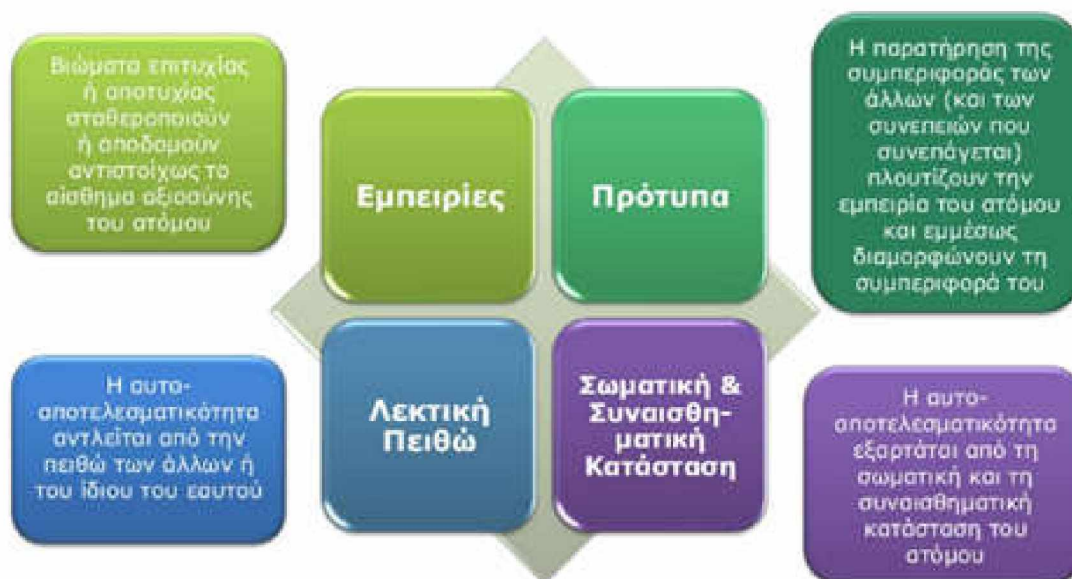 Βιώματα επιτυχίας
ή αποτυχίας
σταθεροποιούν
ή αποδομούν
αντιστοίχως το
αίσθημα αξιοσύνης
του ατόμου
Εμπειρίες
Πρότυπα
Η παρατήρηση της
συμπεριφοράς των
άλλων (και των
συνεπειών που
συνεπάγεται)
πλουτίζουν την
εμπειρία του ατόμου
και εμμέσως
διαμορφώνουν τη
συμπεριφορά του
Η αυτο-
αποτελεσματικότητα
αντλείται από την
πειθώ των άλλων ή
του ίδιου του εαυτού
Λεκτική
Πειθώ
Σωματική &
Συναισθη-
ματική
Κατάσταση
Η αυτο-
αποτελεσματικότητα
εξαρτάται από τη
σωματική και τη
συναισθηματική
κατάσταση του
ατόμου